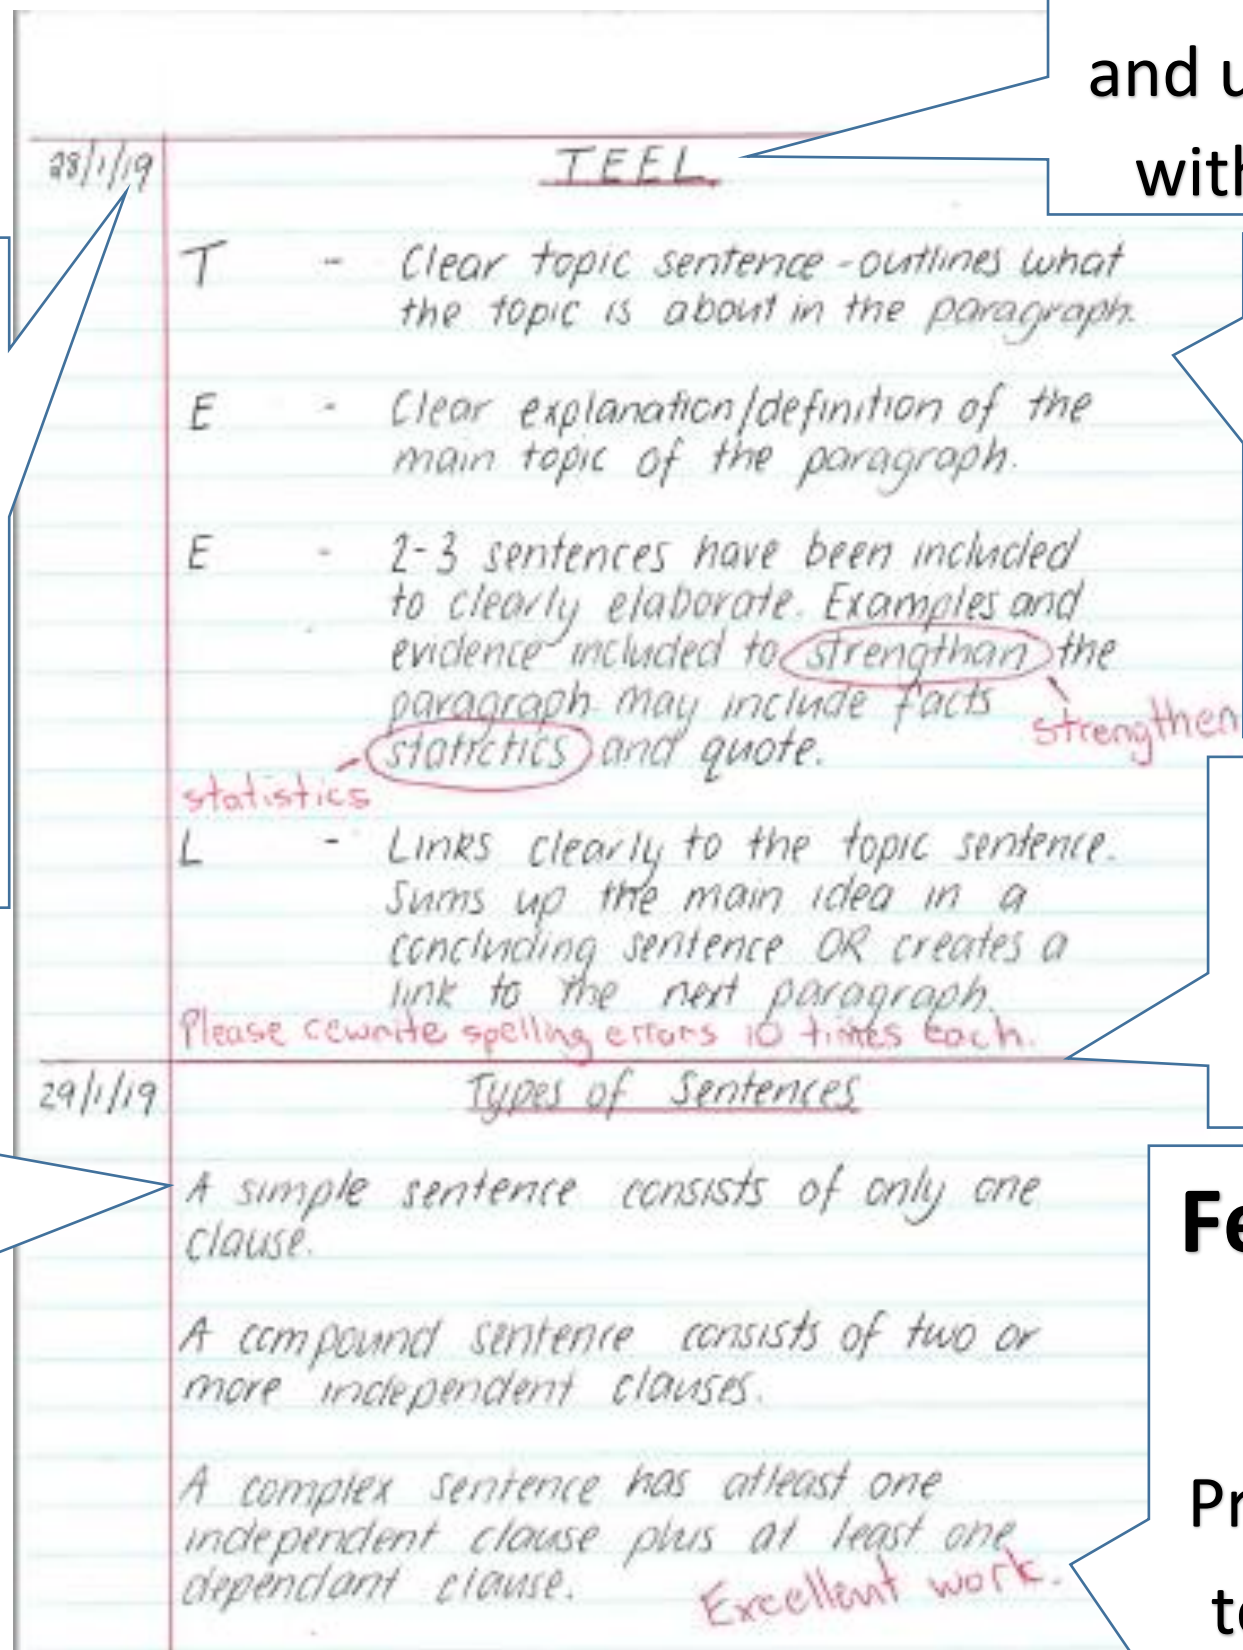 and u
with
28/1/19
TEEL
T - Clear topic sentence - outlines what
the topic is about in the paragraph.
E - Clear explanation/definition of the
main topic of the paragraph.
E - 2-3 sentences have been included
to clearly elaborate. Examples and
evidence included to strengthan the
paragraph may include facts
strengthen
statictics and quote.
statistics
L - Links clearly to the topic sentence.
Sums up the main idea in a
concluding sentence OR creates a
link to the next paragraph.
Please rewrite spelling errors 10 times each.
29/1/19
Types of Sentences
A simple sentence consists of only one
clause.
Fe
A compound sentence consists of two or
more independent clauses.
Pr
A complex sentence has atleast one
independent clause plus at least one
dependant clause.
Excellent work.
te